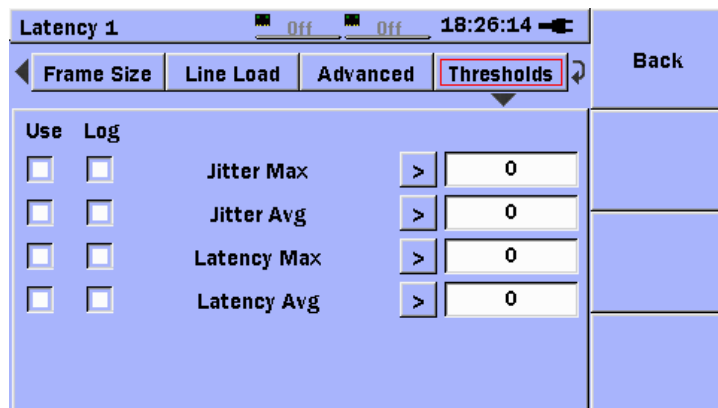 Latency 1 Off Off 18:26:14
Back
Frame Size Line Load Advanced Thresholds
Use Log
Jitter Max > 0
Jitter Avg > 0
Latency Max > 0
Latency Avg > 0